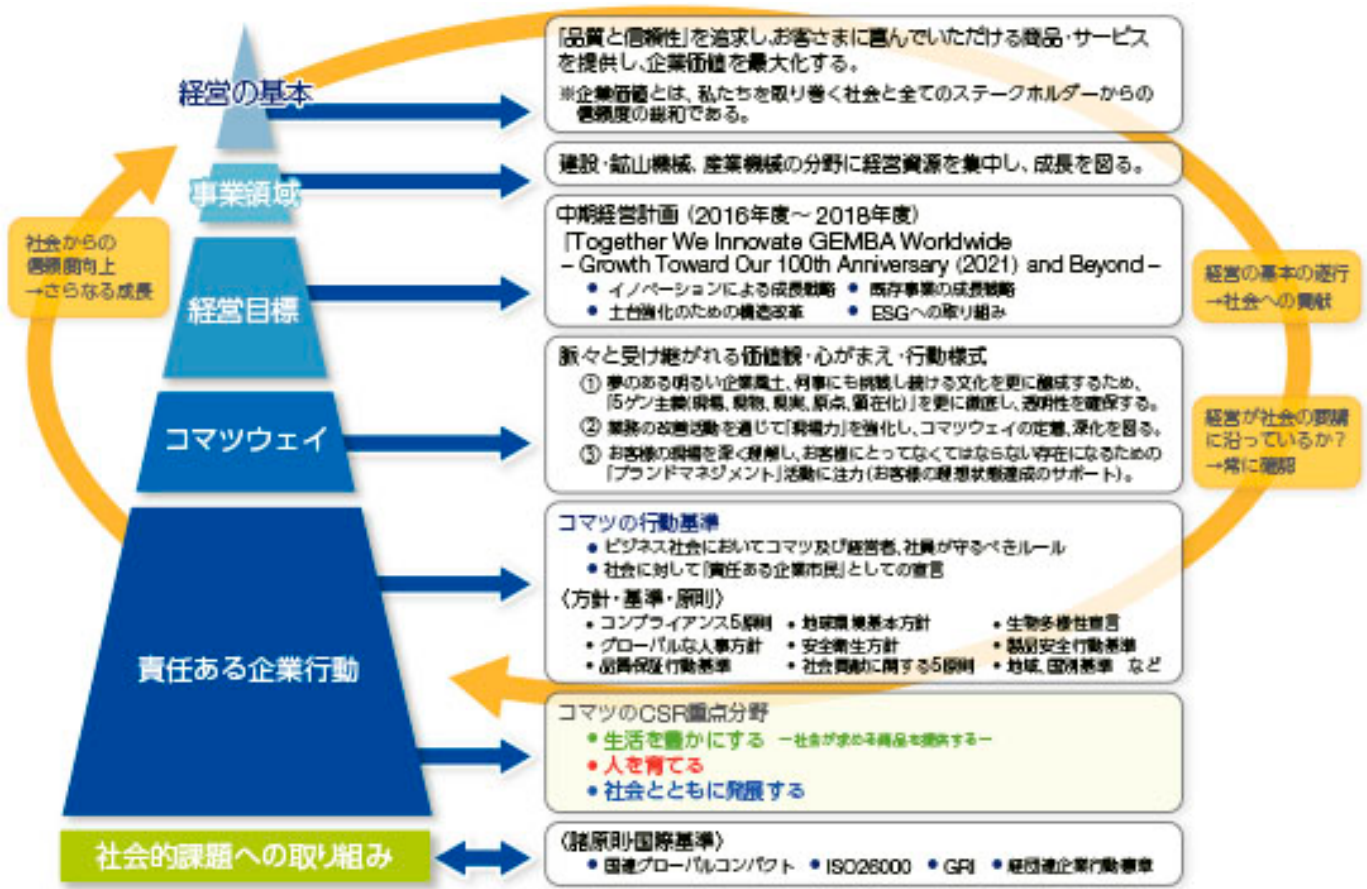 経営の基本
「品質と信頼性」を追求し、お客さまに喜んでいただける商品・サービス
を提供し、企業価値を最大化する。
※企業価値とは、私たちを取り巻く社会と全てのステークホルダーからの
信頼度の総和である。
事業領域
建設・鉱山機械、産業機械の分野に経営資源を集中し、成長を図る。
経営目標
中期経営計画(2016年度〜2018年度)
「Together We Innovate GEMBA Worldwide
– Growth Toward Our 100th Anniversary (2021) and Beyond –
● イノベーションによる成長戦略 ● 既存事業の成長戦略
● 土台強化のための構造改革 ● ESGへの取り組み
コマツウェイ
脈々と受け継がれる価値観・心がまえ・行動様式
① 夢のある明るい企業風土、何事にも挑戦し続ける文化を更に醸成するため、
「5ゲン主義(現場、現物、現実、原点、顕在化)」を更に徹底し、透明性を確保する。
② 業務の改善活動を通じて「現場力」を強化し、コマツウェイの定着、深化を図る。
③ お客様の現場を深く理解し、お客様にとってなくてはならない存在になるための
「ブランドマネジメント」活動に注力(お客様の理想状態達成のサポート)。
責任ある企業行動
コマツの行動基準
● ビジネス社会においてコマツ及び経営者、社員が守るべきルール
● 社会に対して「責任ある企業市民」としての宣言
〈方針・基準・原則〉
• コンプライアンス5原則 • 地球環境基本方針 • 生物多様性宣言
• グローバルな人事方針 • 安全衛生方針 • 製品安全行動基準
• 品質保証行動基準 • 社会貢献に関する5原則 • 地域、国別基準 など
コマツのCSR重点分野
• 生活を豊かにする −社会が求める商品を提供する−
• 人を育てる
• 社会とともに発展する
社会的課題への取り組み
〈諸原則・国際基準〉
● 国連グローバルコンパクト ● ISO26000 ● GRI ● 経団連企業行動憲章
社会からの
信頼度向上
→さらなる成長
経営の基本の遂行
→社会への貢献
経営が社会の要請
に沿っているか?
→常に確認